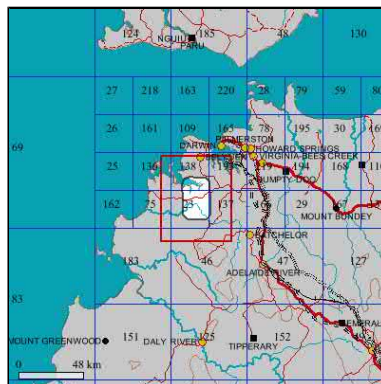 124 185 48 130
NGUIU
PARU
27 218 163 220 28 79 59 80
26 161 109 165 78 195 30 169
PALMERSTON
DARWIN HOWARD SPRINGS
69
VIRGINIA-BEES CREEK
25 136 138 194 168
HUMPTY-DOO
162 75 23 137 29 67
MOUNT BUNDEY
BATCHELOR
183 46 47 127
ADELAIDE RIVER
83
151 152
MOUNT GREENWOOD DALY RIVER TIPPERARY
0 48 km